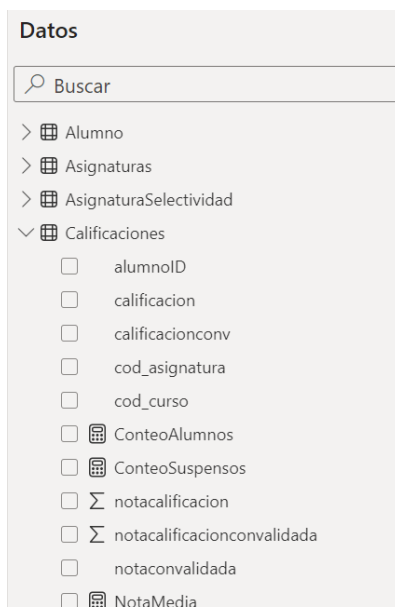 Datos
Buscar
Alumno
Asignaturas
AsignaturaSelectividad
Calificaciones
alumnoID
calificacion
calificacionconv
cod_asignatura
cod_curso
ConteoAlumnos
ConteoSuspensos
notacalificacion
notacalificacionconvalidada
notaconvalidada
NotaMedia